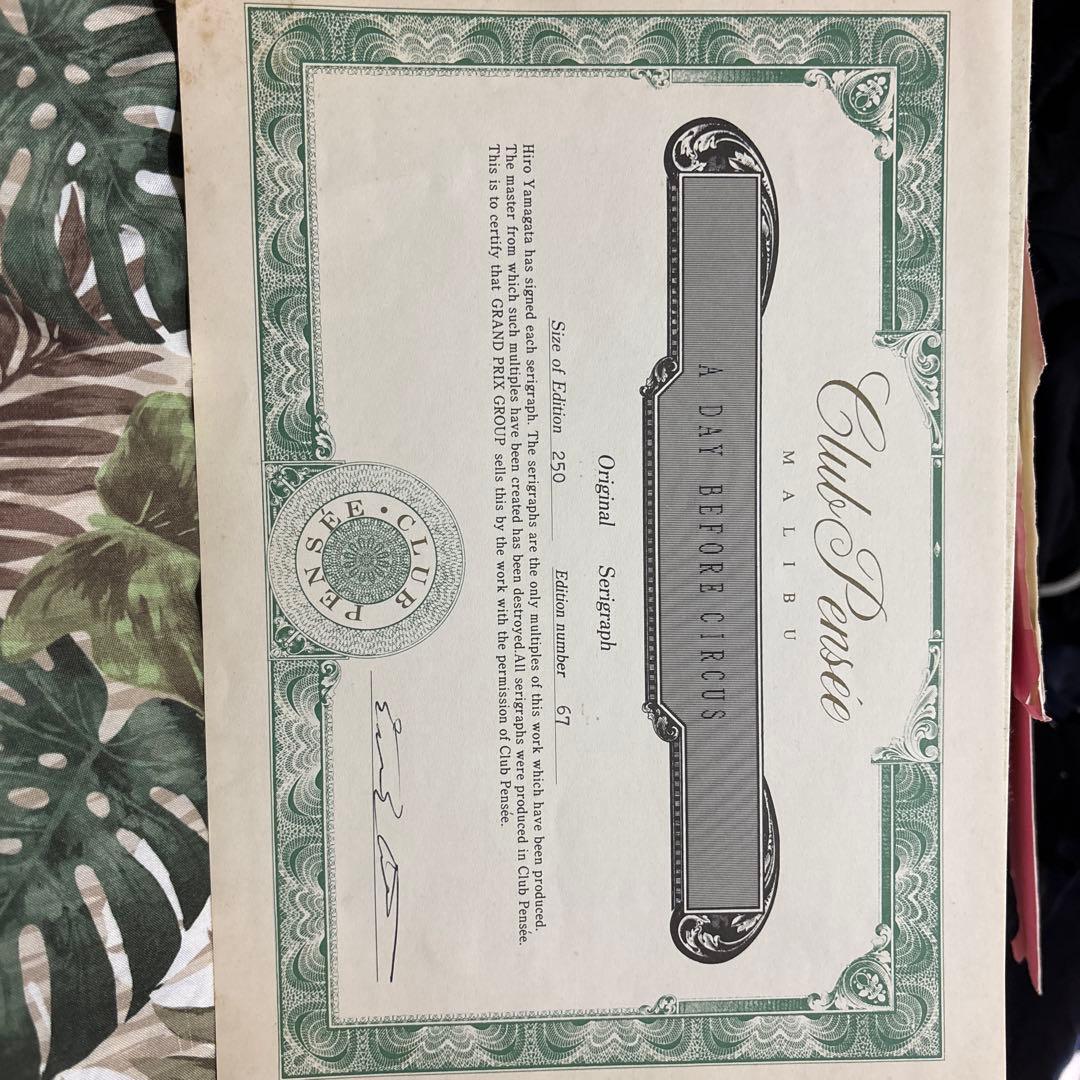 Club Pensée
MALIBU
A DAY BEFORE CIRCUS
Original Serigraph
Size of Edition 250 Edition number 67
Hiro Yamagata has signed each serigraph. The serigraphs are the only multiples of this work which have been produced.
The master from which such multiples have been created has been destroyed.All serigraphs were produced in Club Pensée.
This is to certify that GRAND PRIX GROUP sells this by the work with the permission of Club Pensée.
CLUB PENSÉE •